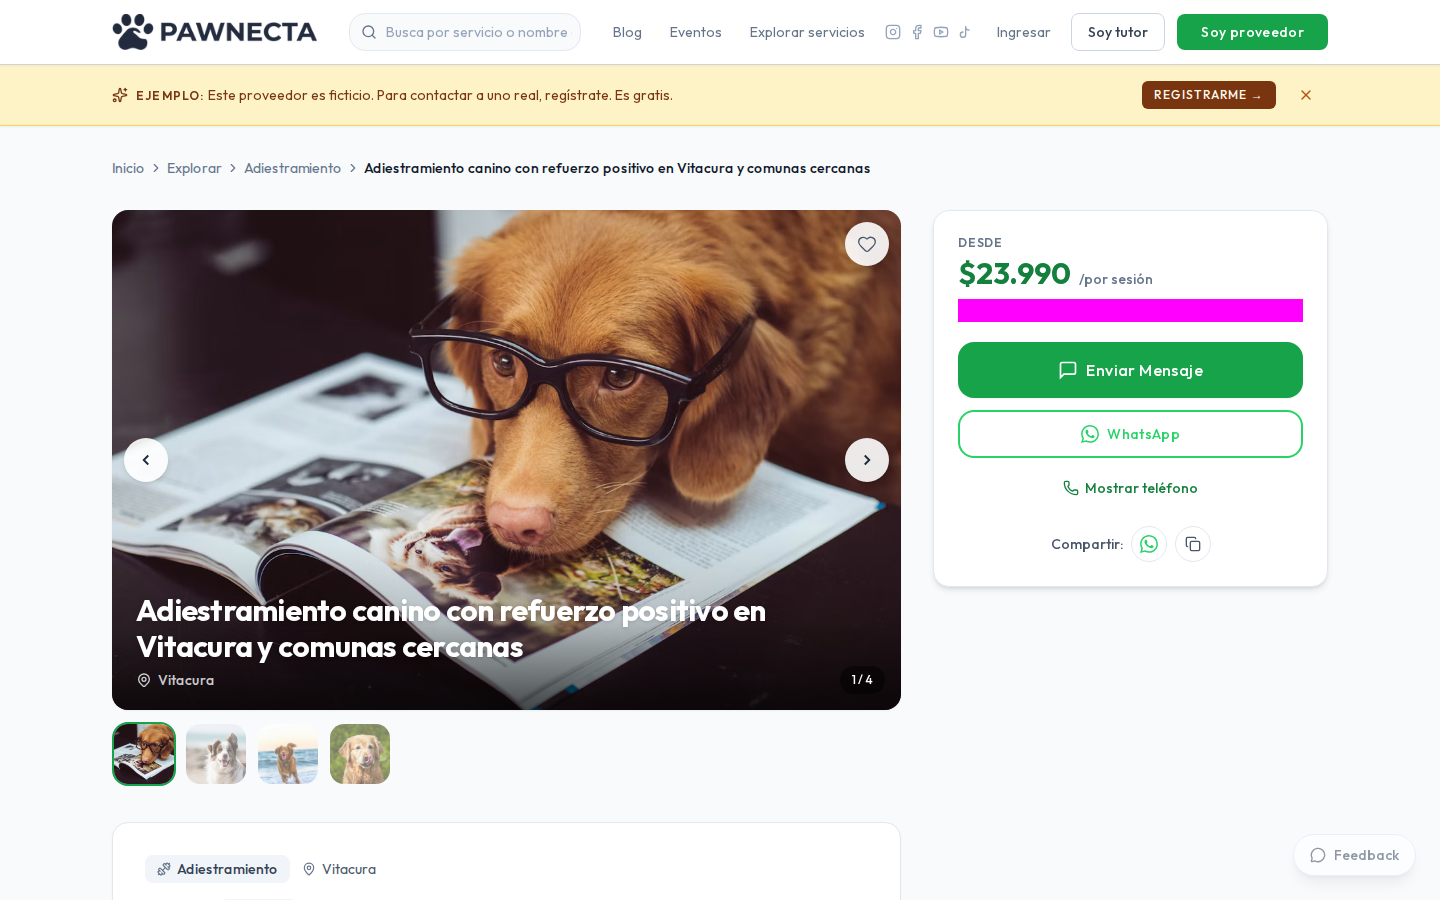 PAWNECTA
Busca por servicio o nombre
Blog
Eventos
Explorar servicios
Ingresar
Soy tutor
Soy proveedor
EJEMPLO: Este proveedor es ficticio. Para contactar a uno real, regístrate. Es gratis.
REGISTRARME →
Inicio > Explorar > Adiestramiento > Adiestramiento canino con refuerzo positivo en Vitacura y comunas cercanas
Adiestramiento canino con refuerzo positivo en
Vitacura y comunas cercanas
Vitacura
1 / 4
DESDE
$23.990 /por sesión
Enviar Mensaje
WhatsApp
Mostrar teléfono
Compartir:
Adiestramiento
Vitacura
Feedback